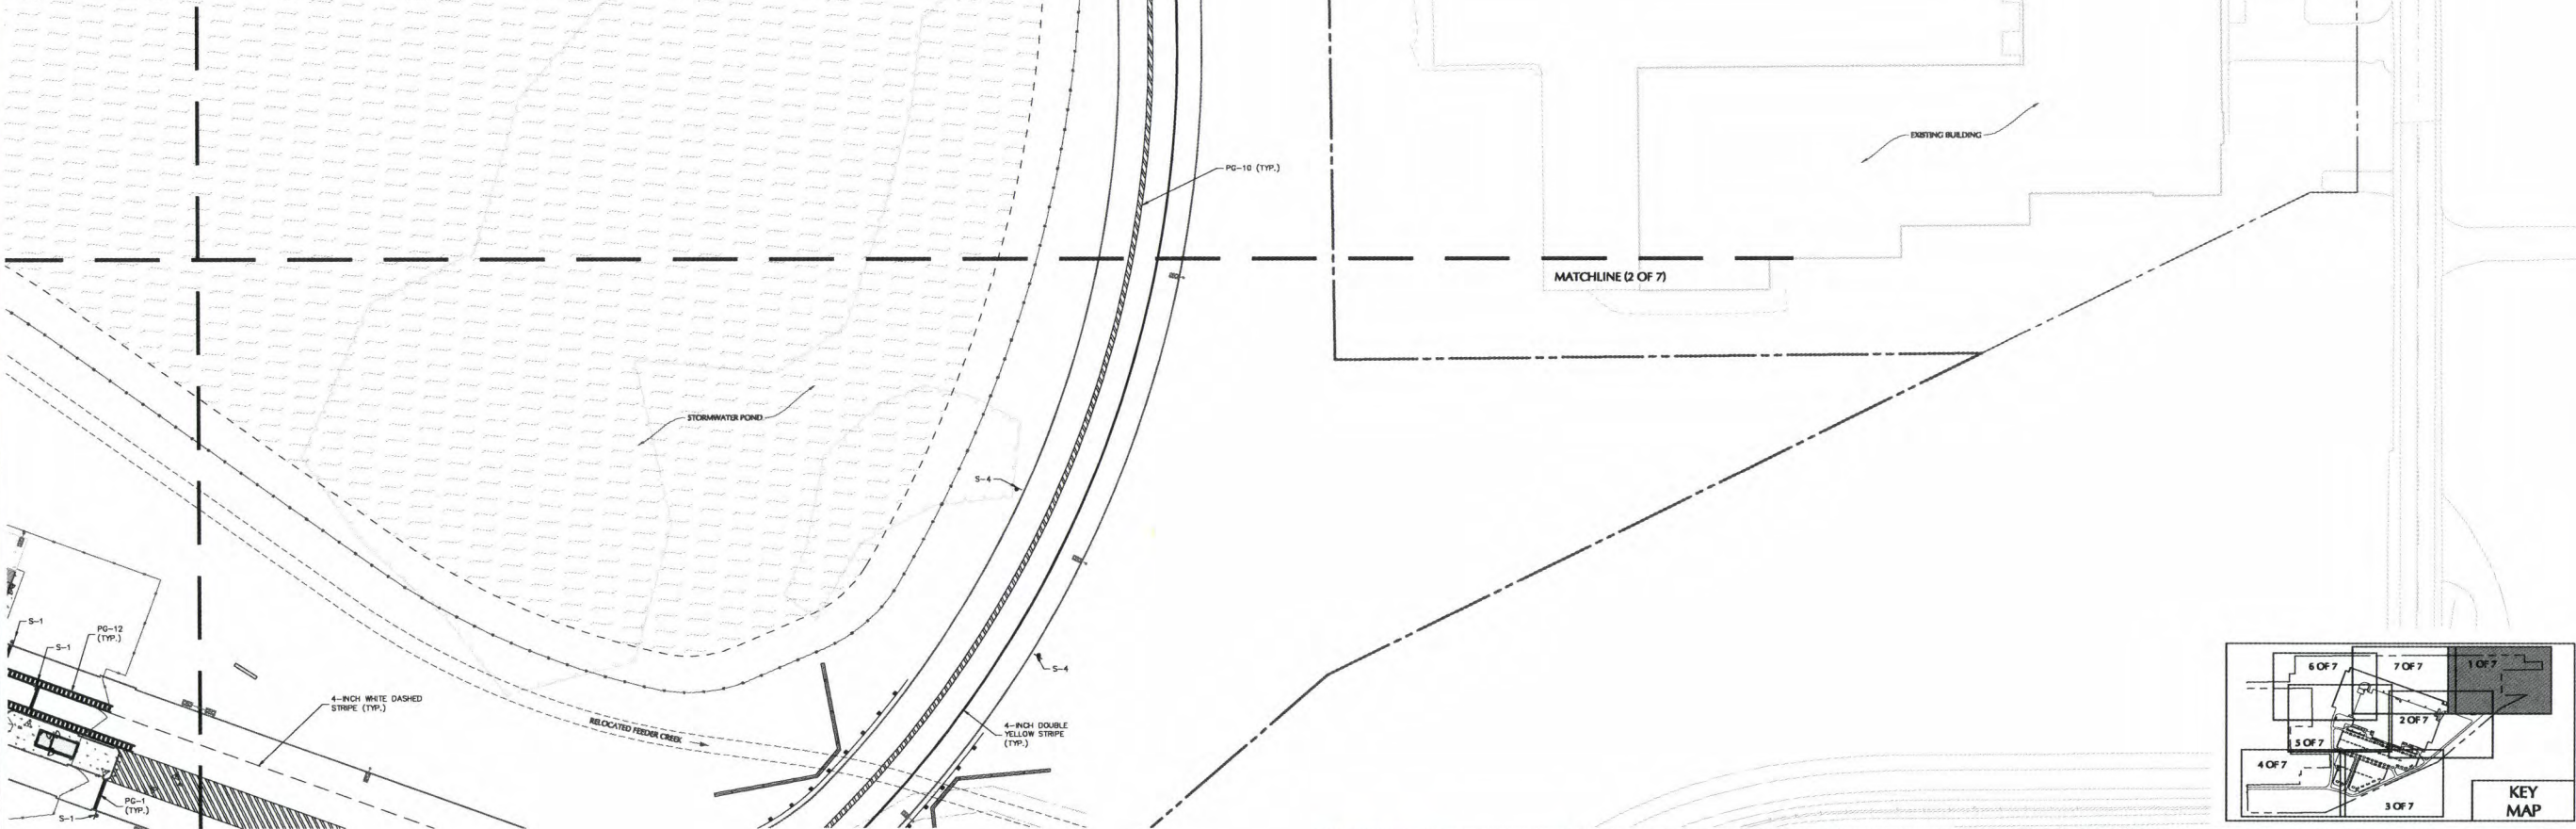 EXISTING BUILDING
PG-10 (TYP.)
MATCHLINE (2 OF 7)
STORMWATER POND
S-4
S-1
PG-12
(TYP.)
S-1
S-4
4-INCH WHITE DASHED
STRIPE (TYP.)
RELOCATED FEEDER CREEK
4-INCH DOUBLE
YELLOW STRIPE
(TYP.)
PG-1
(TYP.)
S-1
6 OF 7
7 OF 7
1 OF 7
2 OF 7
5 OF 7
4 OF 7
3 OF 7
KEY
MAP